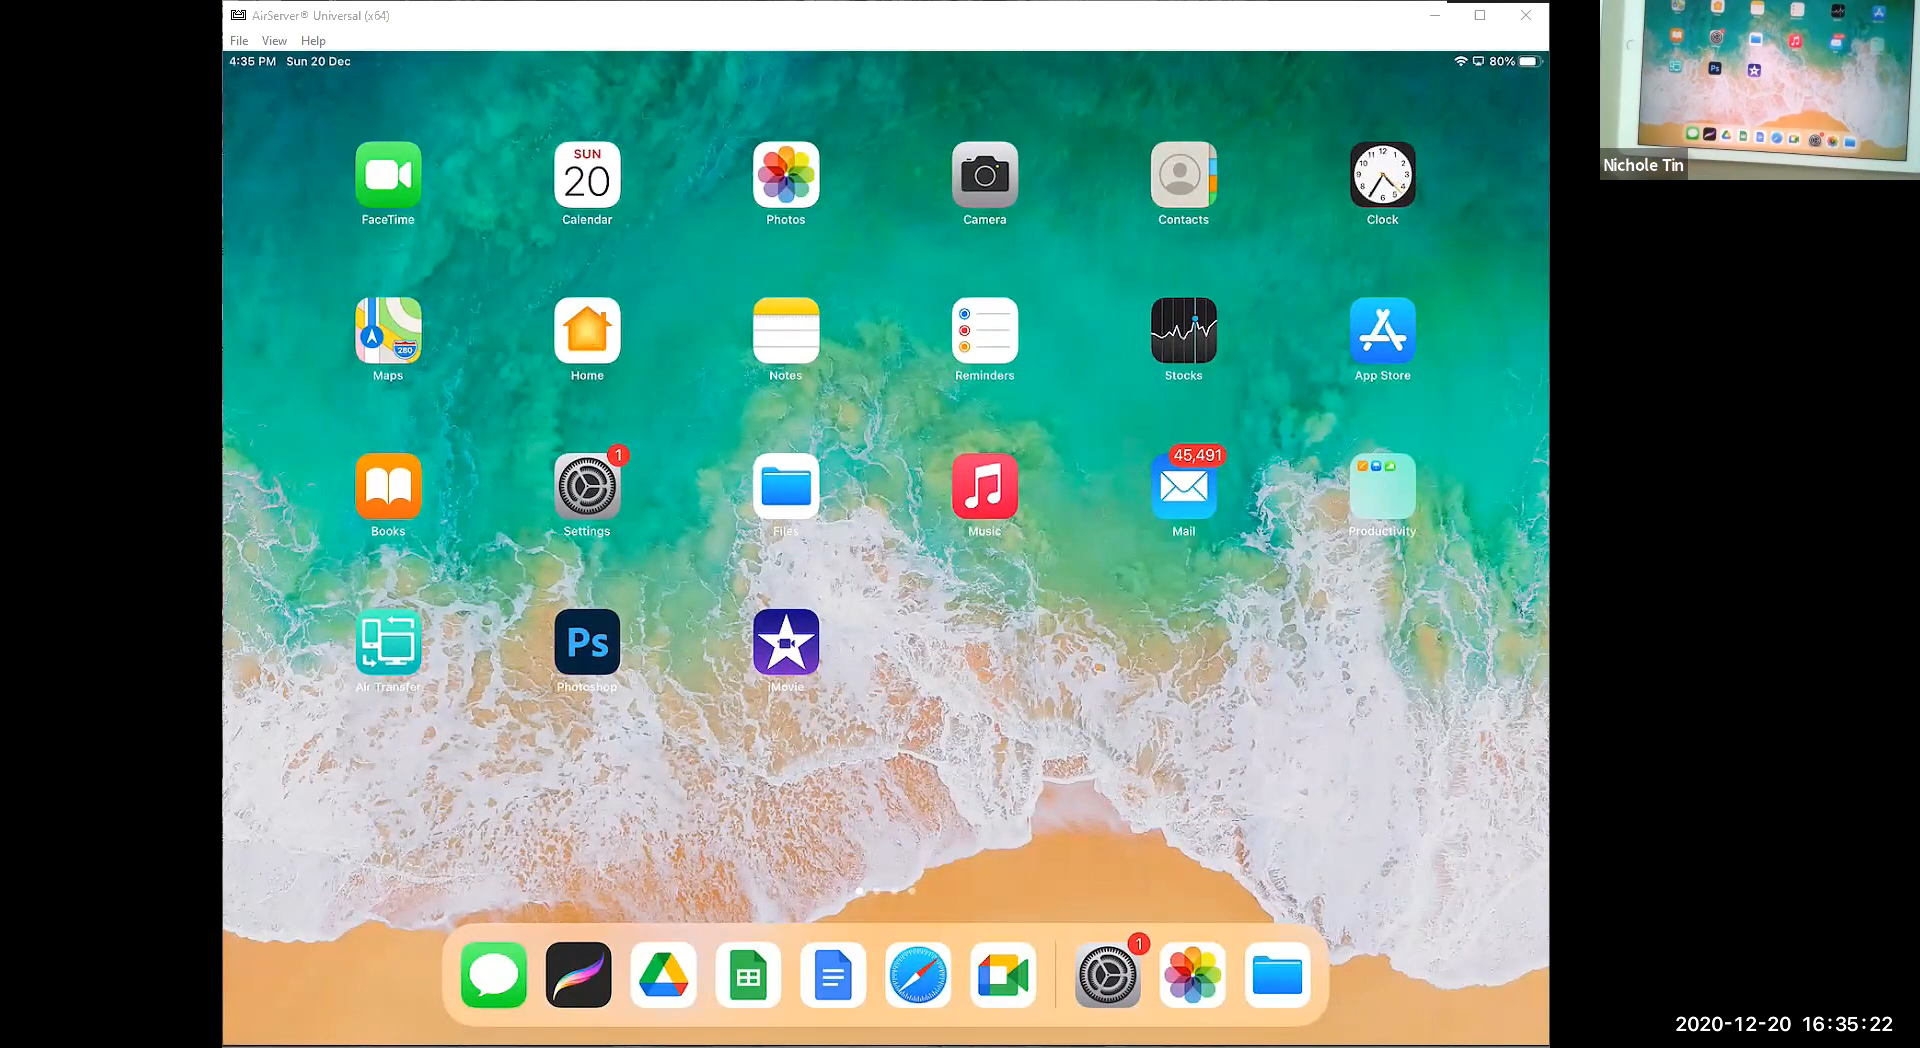 AirServer® Universal (x64)
File View Help
4:35 PM Sun 20 Dec
80%
SUN
20
FaceTime Calendar Photos Camera Contacts Clock
280
Maps Home Notes Reminders Stocks App Store
1
45,491
Books Settings Files Music Mail Productivity
Ps
Air Transfer Photoshop iMovie
1
Nichole Tin
2020-12-20 16:35:22